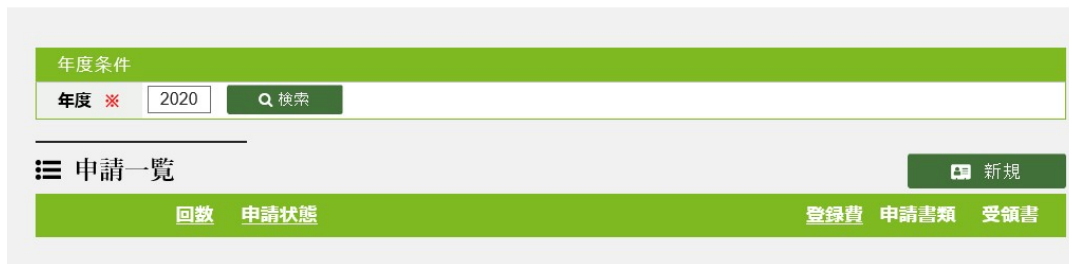 年度条件
年度 ※ 2020 検索
申請一覧 新規
回数 申請状態 登録費 申請書類 受領書